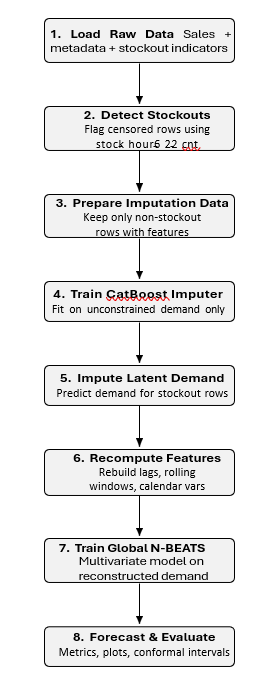 1. Load Raw Data Sales +
metadata + stockout indicators
2. Detect Stockouts
Flag censored rows using
stock hour6 22 cnt.
3. Prepare Imputation Data
Keep only non-stockout
rows with features
4. Train CatBoost Imputer
Fit on unconstrained demand only
5. Impute Latent Demand
Predict demand for stockout rows
6. Recompute Features
Rebuild lags, rolling
windows, calendar vars
7. Train Global N-BEATS
Multivariate model on
reconstructed demand
8. Forecast & Evaluate
Metrics, plots, conformal intervals